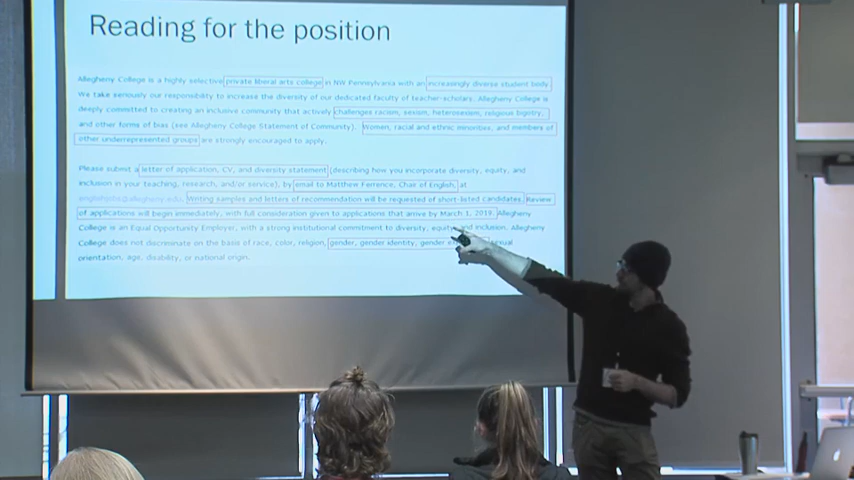 Reading for the position
Allegheny College is a highly selective private liberal arts college in NW Pennsylvania with an increasingly diverse student body.
We take seriously our responsibility to increase the diversity of our dedicated faculty of teacher-scholars. Allegheny College is
deeply committed to creating an inclusive community that actively challenges racism, sexism, heterosexism, religious bigotry,
and other forms of bias (see Allegheny College Statement of Community). Women, racial and ethnic minorities, and members of
other underrepresented groups are strongly encouraged to apply.
Please submit a letter of application, CV, and diversity statement (describing how you incorporate diversity, equity, and
inclusion in your teaching, research, and/or service), by email to Matthew Ferrence, Chair of English, at
Writing samples and letters of recommendation will be requested of short-listed candidates. Review
of applications will begin immediately, with full consideration given to applications that arrive by March 1, 2019. Allegheny
College is an Equal Opportunity Employer, with a strong institutional commitment to diversity, equity and inclusion. Allegheny
College does not discriminate on the basis of race, color, religion, gender, gender identity, gender sexual
orientation, age, disability, or national origin.